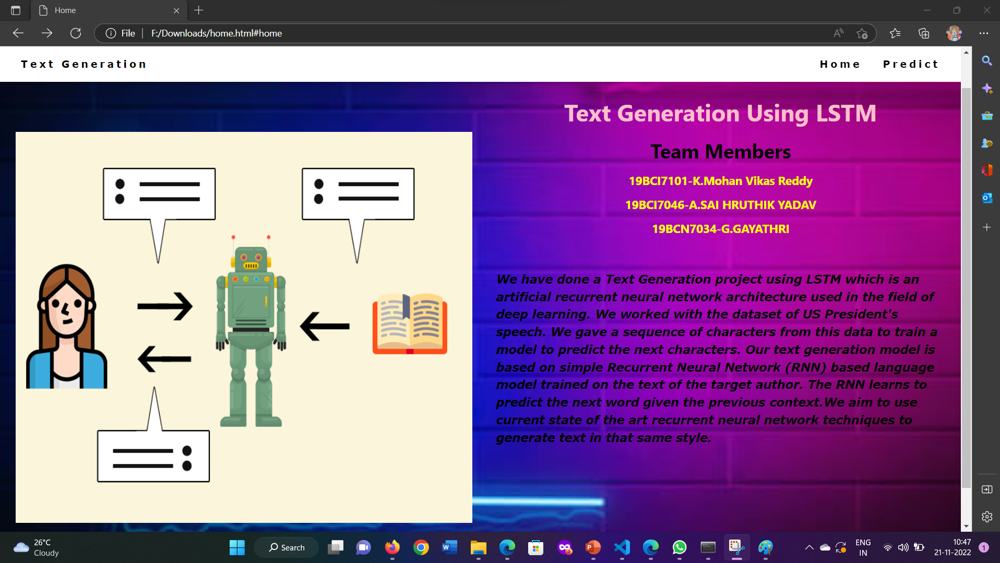 Home
File
F:/Downloads/home.html#home
Text Generation
Home
Predict
Text Generation Using LSTM
Team Members
19BCI7101-K.Mohan Vikas Reddy
19BCI7046-A.SAI HRUTHIK YADAV
19BCN7034-G.GAYATHRI
We have done a Text Generation project using LSTM which is an
artificial recurrent neural network architecture used in the field of
deep learning. We worked with the dataset of US President's
speech. We gave a sequence of characters from this data to train a
model to predict the next characters. Our text generation model is
based on simple Recurrent Neural Network (RNN) based language
model trained on the text of the target author. The RNN learns to
predict the next word given the previous context.We aim to use
current state of the art recurrent neural network techniques to
generate text in that same style.
26°C
Cloudy
Search
ENG
IN
10:47
21-11-2022
1